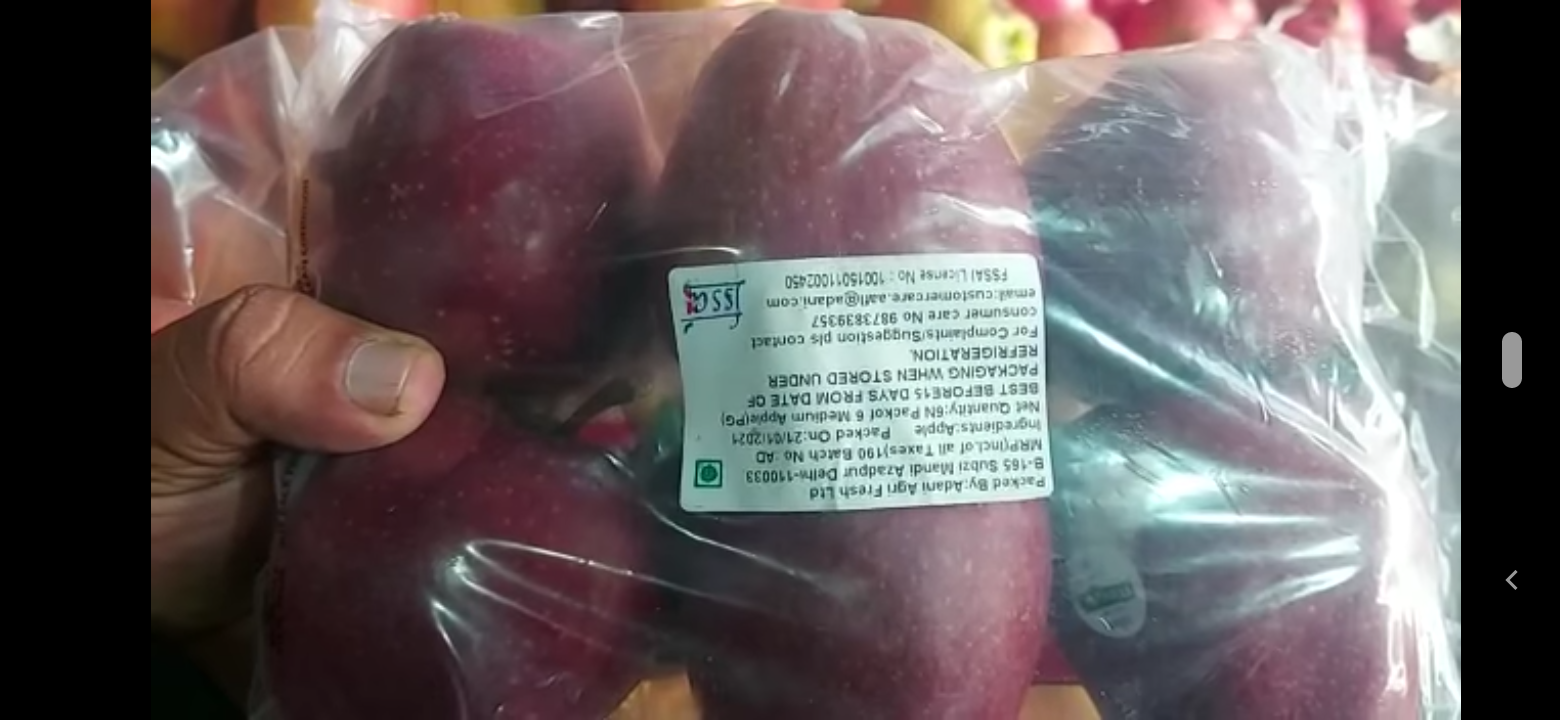 Packed By:Adani Agri Fresh Ltd
B-165 Subzi Mandi Azadpur Delhi-110033
MRP(incl.of all Taxes)190 Batch No :AD
Ingredients:Apple Packed On:21/01/2021
Net Quantity:6N Packof 6 Medium Apple(PG)
BEST BEFORE15 DAYS FROM DATE OF
PACKAGING WHEN STORED UNDER
REFRIGERATION.
For Complaints/Suggestion pls contact
consumer care No 9873839357
email:customercare.aafl@adani.com
FSSAI License No : 10015011002450
fssai